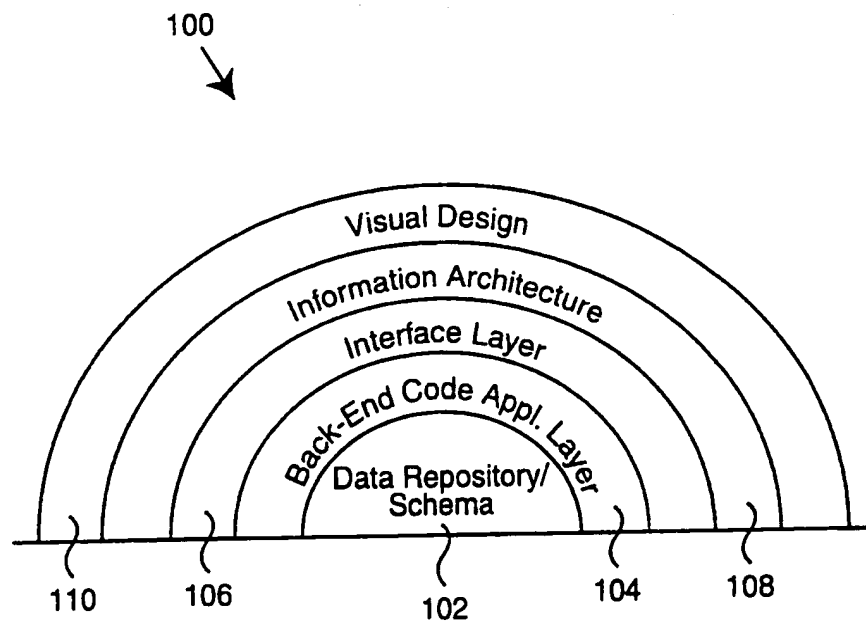 100
Visual Design
Information Architecture
Interface Layer
Back-End Code Appl. Layer
Data Repository/
Schema
110
106
102
104
108